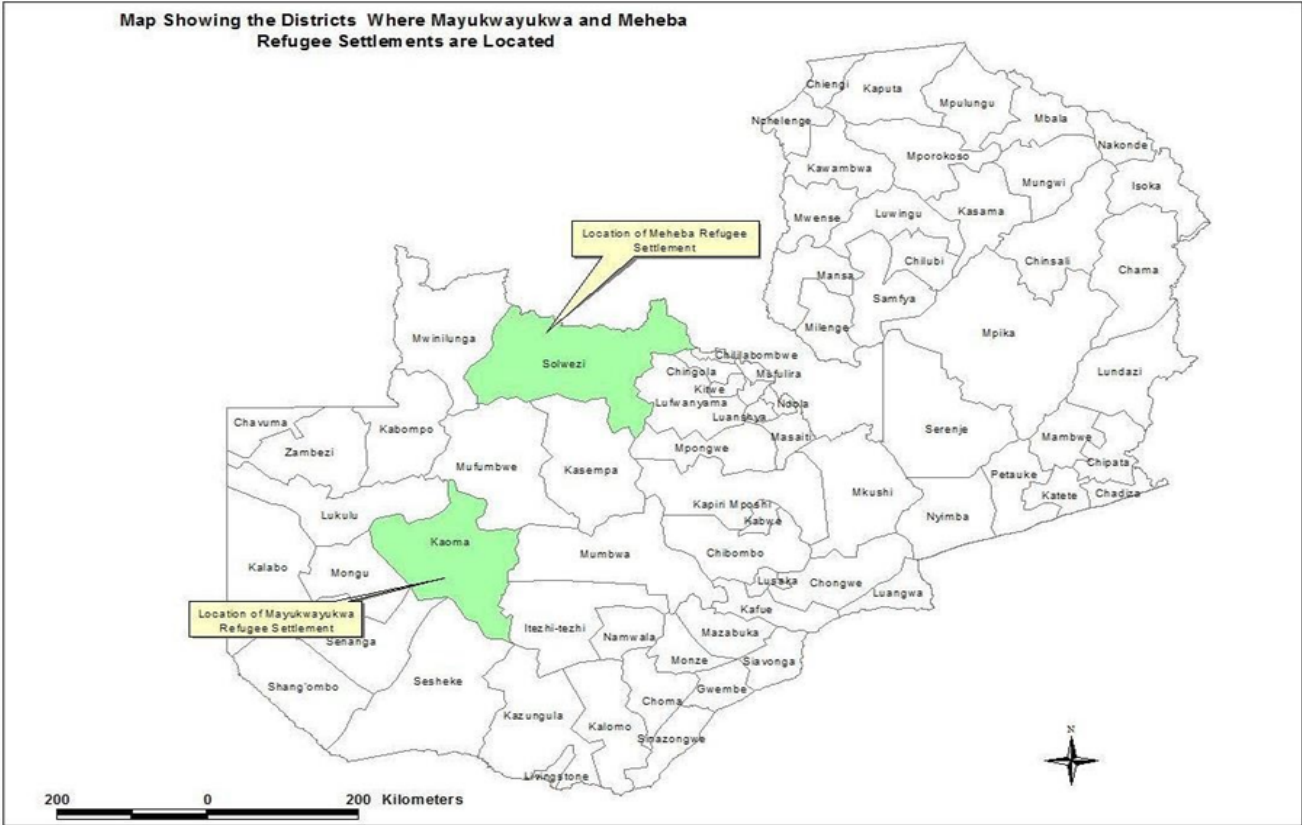 Map Showing the Districts Where Mayukwayukwa and Meheba
Refugee Settlements are Located
Chiengi
Kaputa
Mpulungu
Mbala
Nchelenge
Nakonde
Mporokoso
Kawambwa
Mungwi
Isoka
Mwense
Luwingu
Kasama
Location of Meheba Refugee
Settlement
Chilubi
Chinsali
Chama
Mansa
Samfya
Milenge
Mpika
Mwinilunga
Solwezi
Chililabombwe
Chingola
Mufulira
Lundazi
Kitwe
Lufwanyama
Ndola
Luanshya
Chavuma
Kabompo
Serenje
Masaiti
Mambwe
Zambezi
Mpongwe
Chipata
Mufumbwe
Kasempa
Petauke
Mkushi
Katete
Chadiza
Kapiri Mposhi
Lukulu
Kabwe
Nyimba
Kaoma
Mumbwa
Chibombo
Kalabo
Mongu
Lusaka
Chongwe
Luangwa
Kafue
Location of Mayukwayukwa
Refugee Settlement
Senanga
Itezhi-tezhi
Namwala
Mazabuka
Monze
Siavonga
Shang'ombo
Sesheke
Gwembe
Choma
Kazungula
Kalomo
Sinazongwe
Livingstone
N
200 0 200 Kilometers